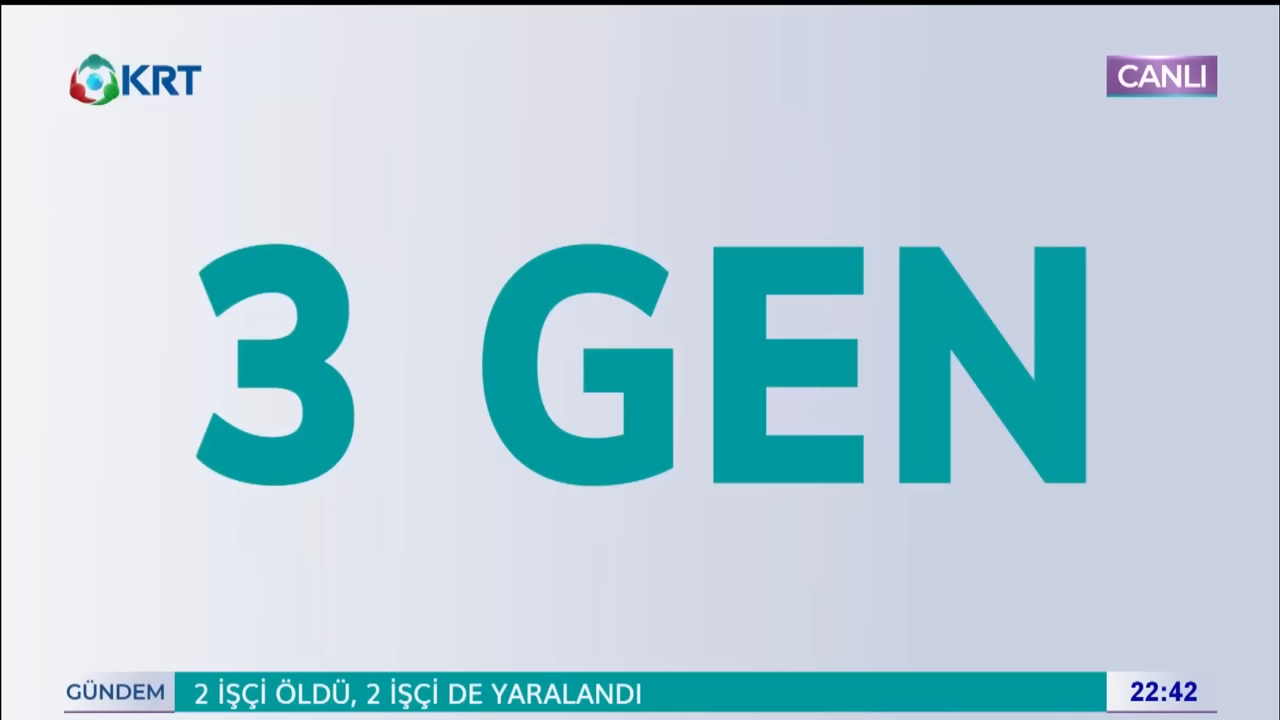 KRT
CANLI
3 GEN
GÜNDEM
2 İŞÇİ ÖLDÜ, 2 İŞÇİ DE YARALANDI
22:42